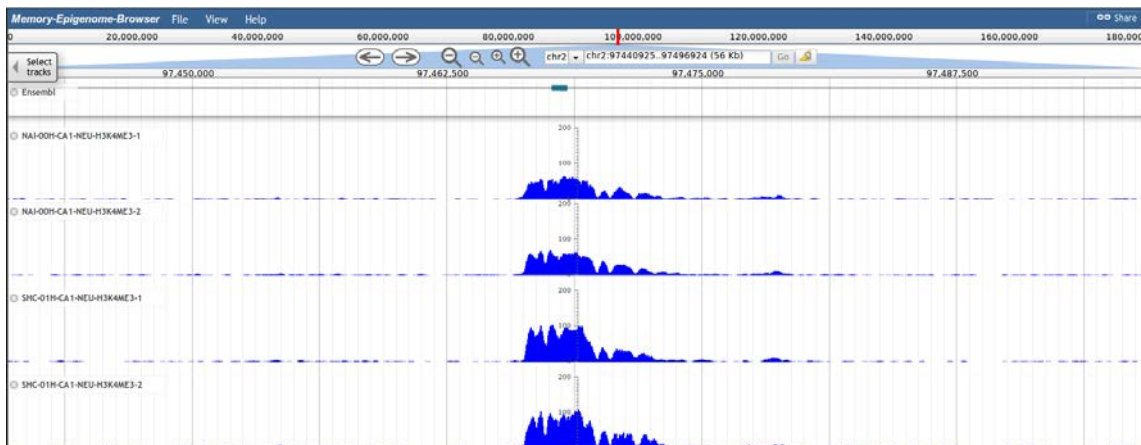 Memory-Epigenome-Browser File View Help Share
0 20,000,000 40,000,000 60,000,000 80,000,000 100,000,000 120,000,000 140,000,000 160,000,000 180,000
Select tracks
chr2 chr2:97440925..97496924 (56 Kb) Go
97,450,000 97,462,500 97,475,000 97,487,500
Ensembl
NAI-00H-CA1-NEU-H3K4ME3-1
200
100
NAI-00H-CA1-NEU-H3K4ME3-2
200
100
SHC-01H-CA1-NEU-H3K4ME3-1
200
100
SHC-01H-CA1-NEU-H3K4ME3-2
200
100